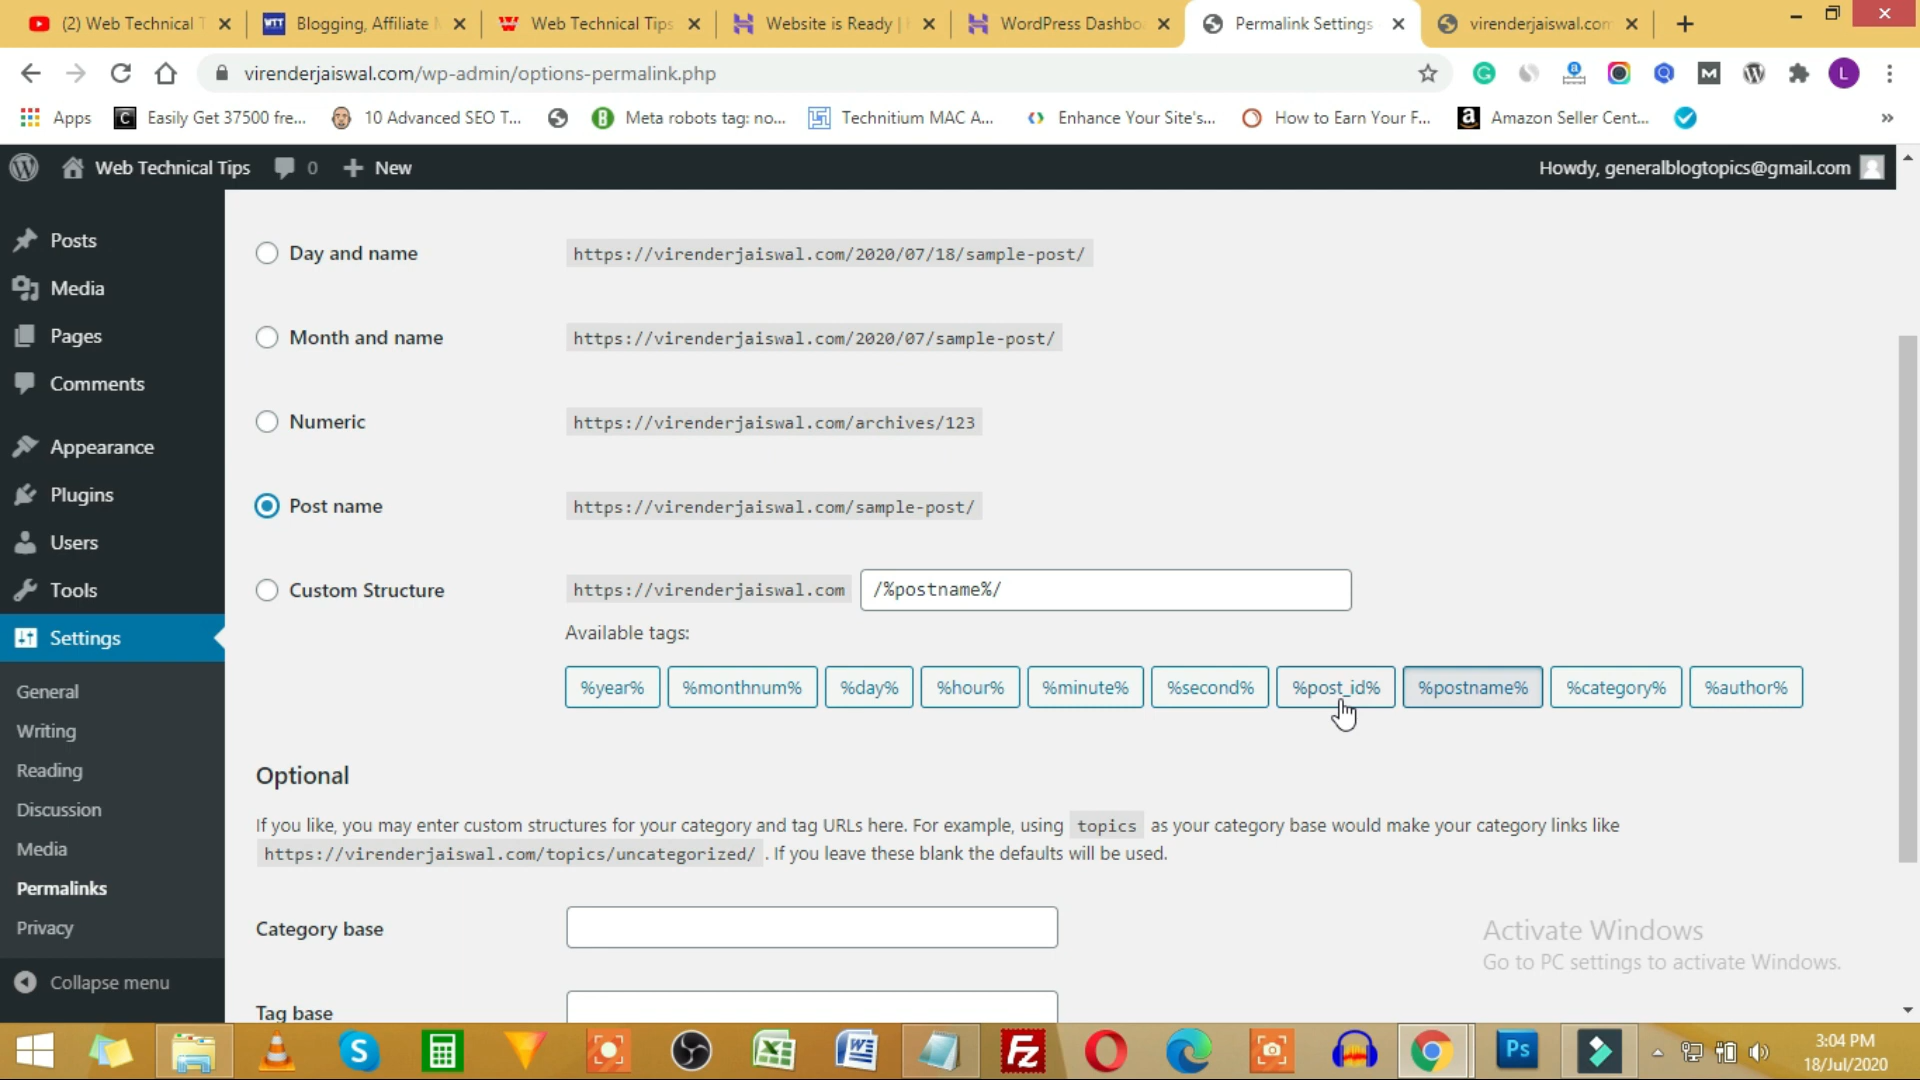 (2) Web Technical
Blogging, Affiliate
Web Technical Tips
Website is Ready |
WordPress Dashbo
Permalink Settings
virenderjaiswal.com
virenderjaiswal.com/wp-admin/options-permalink.php
Apps
Easily Get 37500 fre...
10 Advanced SEO T...
Meta robots tag: no...
Technitium MAC A...
Enhance Your Site's...
How to Earn Your F...
Amazon Seller Cent...
Web Technical Tips
0
New
Howdy, generalblogtopics@gmail.com
Posts
Media
Pages
Comments
Appearance
Plugins
Users
Tools
Settings
General
Writing
Reading
Discussion
Media
Permalinks
Privacy
Collapse menu
Day and name
https://virenderjaiswal.com/2020/07/18/sample-post/
Month and name
https://virenderjaiswal.com/2020/07/sample-post/
Numeric
https://virenderjaiswal.com/archives/123
Post name
https://virenderjaiswal.com/sample-post/
Custom Structure
https://virenderjaiswal.com
/%postname%/
Available tags:
%year%
%monthnum%
%day%
%hour%
%minute%
%second%
%post_id%
%postname%
%category%
%author%
Optional
If you like, you may enter custom structures for your category and tag URLs here. For example, using topics as your category base would make your category links like
https://virenderjaiswal.com/topics/uncategorized/ . If you leave these blank the defaults will be used.
Category base
Tag base
Activate Windows
Go to PC settings to activate Windows.
3:04 PM
18/Jul/2020